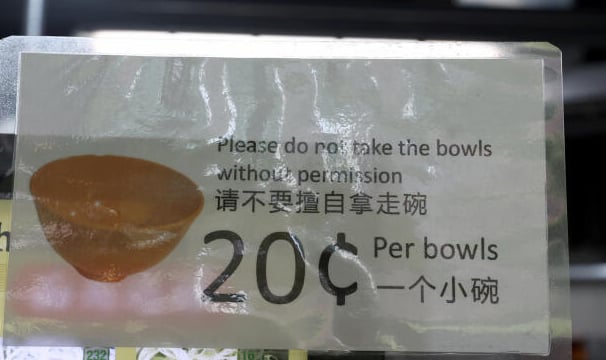 Please do not take the bowls
without permission
请不要擅自拿走碗
20¢ Per bowls
一个小碗
h
232